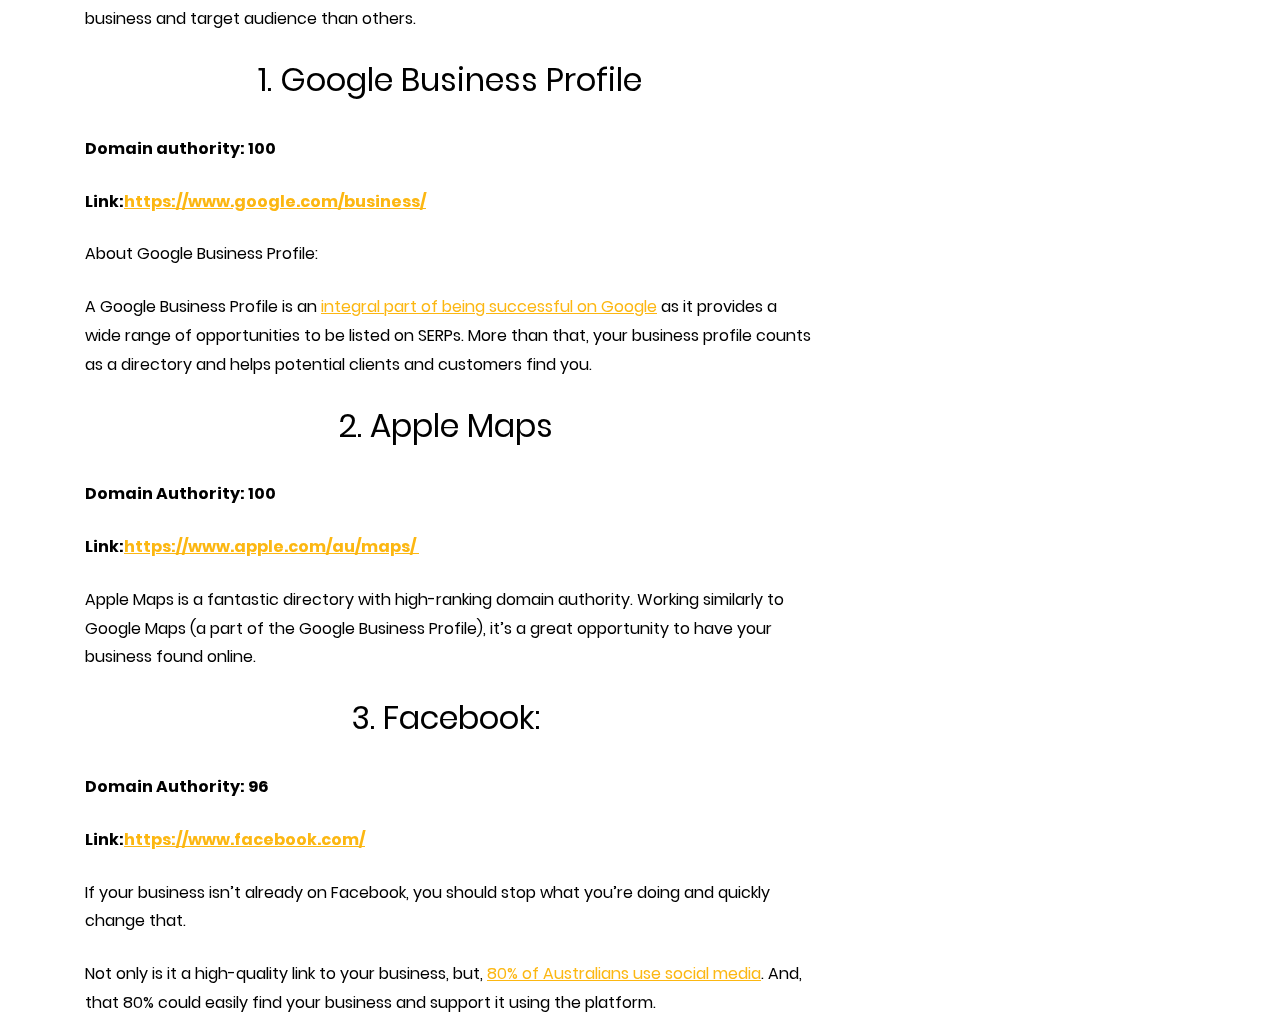 business and target audience than others.
1. Google Business Profile
Domain authority: 100
Link:https://www.google.com/business/
About Google Business Profile:
A Google Business Profile is an integral part of being successful on Google as it provides a
wide range of opportunities to be listed on SERPs. More than that, your business profile counts
as a directory and helps potential clients and customers find you.
2. Apple Maps
Domain Authority: 100
Link:https://www.apple.com/au/maps/
Apple Maps is a fantastic directory with high-ranking domain authority. Working similarly to
Google Maps (a part of the Google Business Profile), it’s a great opportunity to have your
business found online.
3. Facebook:
Domain Authority: 96
Link:https://www.facebook.com/
If your business isn’t already on Facebook, you should stop what you’re doing and quickly
change that.
Not only is it a high-quality link to your business, but, 80% of Australians use social media. And,
that 80% could easily find your business and support it using the platform.